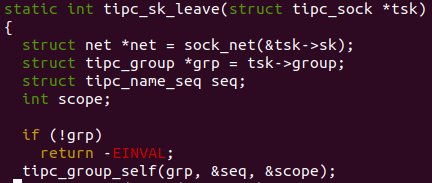 static int tipc_sk_leave(struct tipc_sock *tsk)
{
  struct net *net = sock_net(&tsk->sk);
  struct tipc_group *grp = tsk->group;
  struct tipc_name_seq seq;
  int scope;

  if (!grp)
    return -EINVAL;
  tipc_group_self(grp, &seq, &scope);